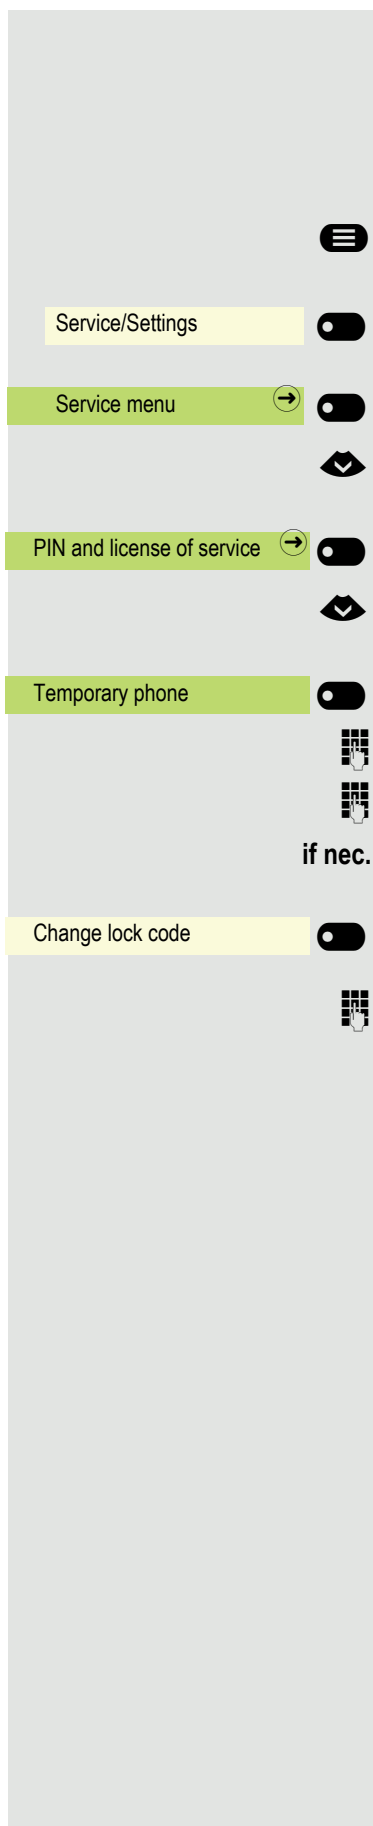 Service/Settings
Service menu
PIN and license of service
Temporary phone
if nec.
Change lock code